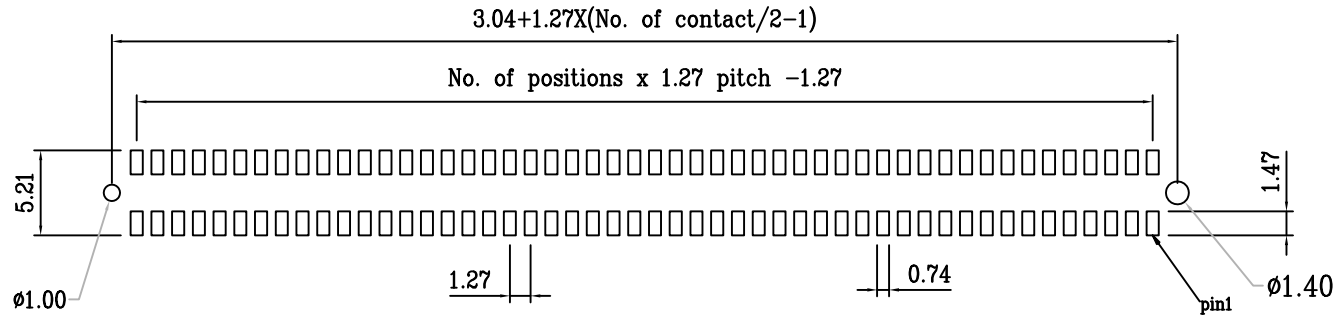 3.04+1.27X(No. of contact/2-1)
No. of positions x 1.27 pitch -1.27
5.21
1.47
1.27
0.74
ø1.00
ø1.40
pin1